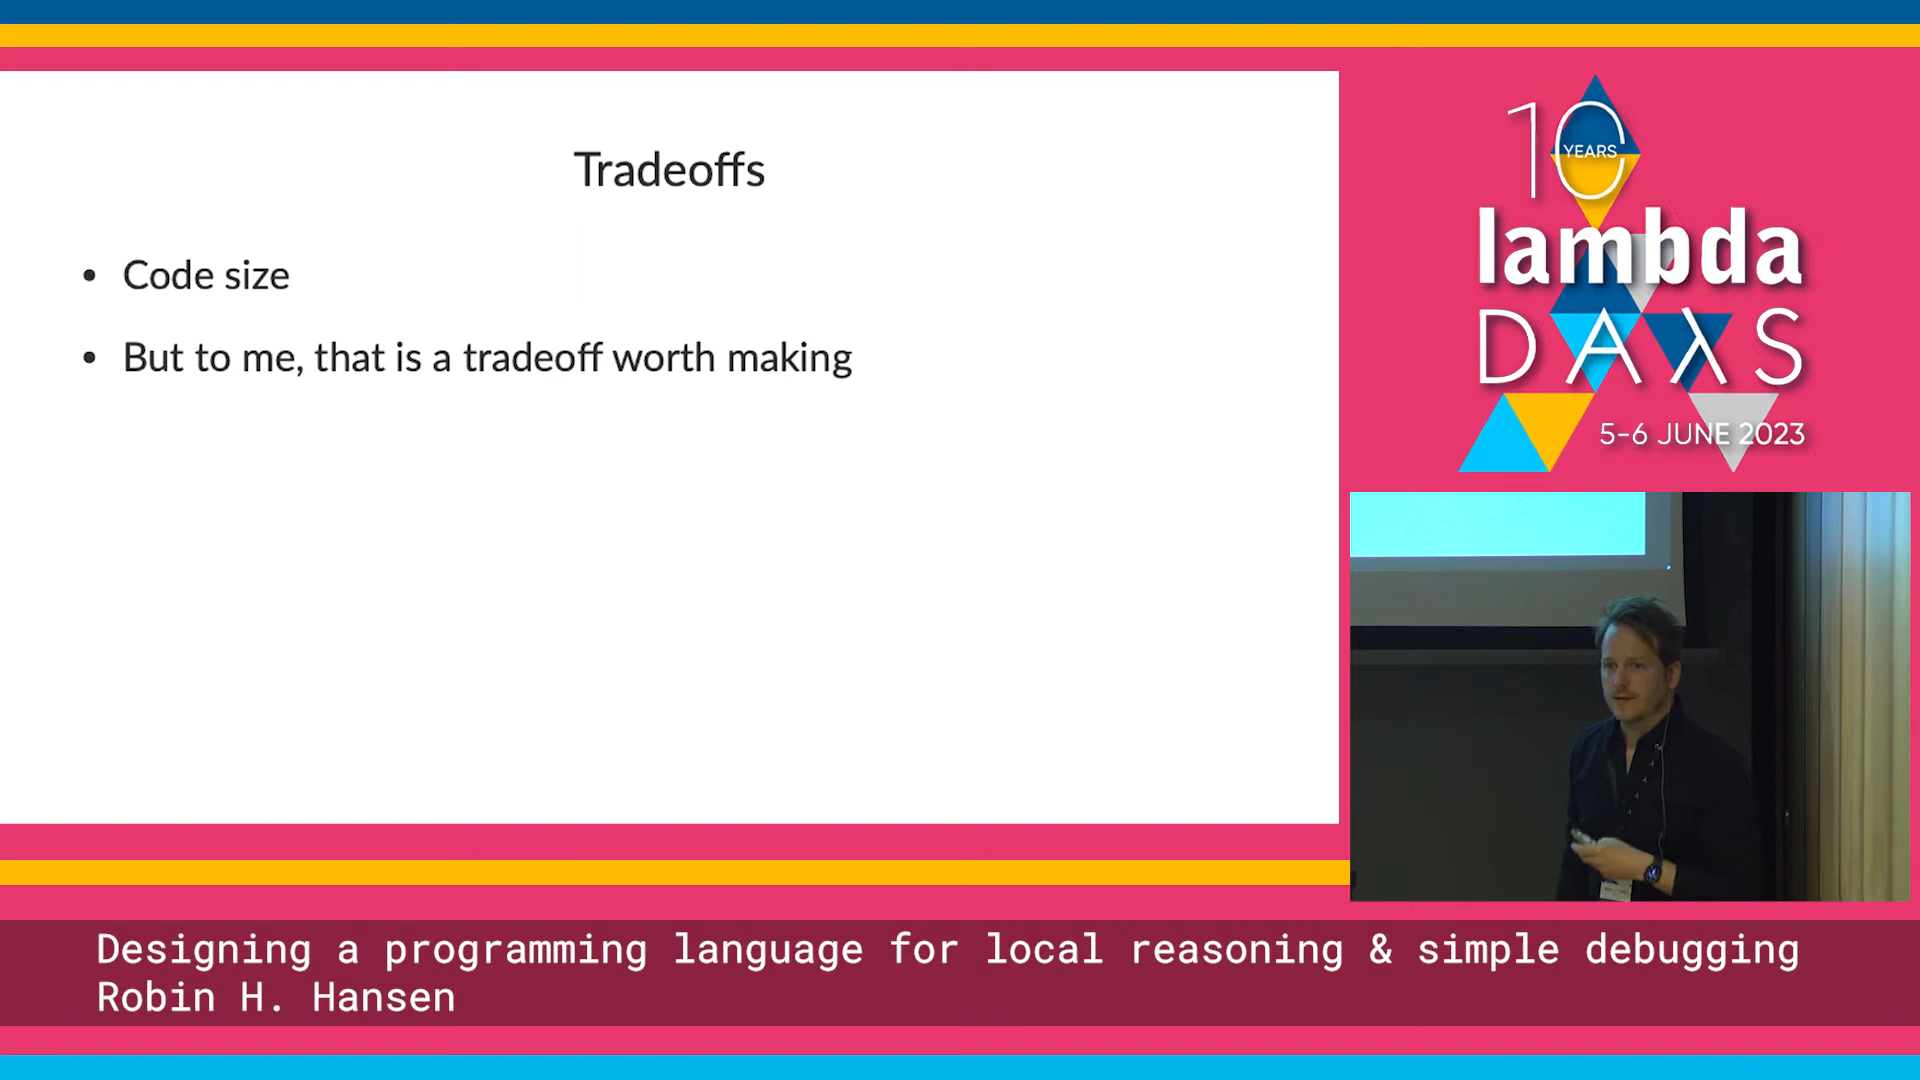 Tradeoffs
• Code size
• But to me, that is a tradeoff worth making
10
YEARS
lambda
DAλS
5-6 JUNE 2023
Designing a programming language for local reasoning & simple debugging
Robin H. Hansen